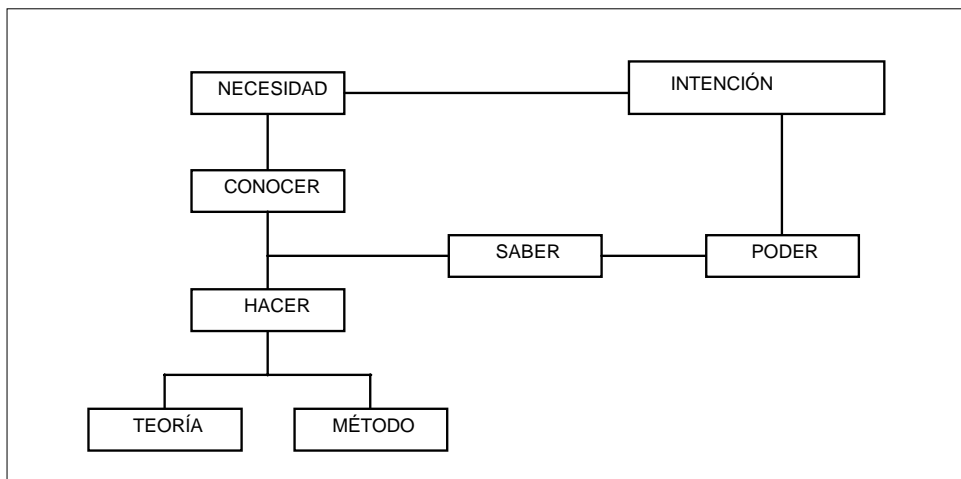 NECESIDAD
INTENCIÓN
CONOCER
SABER
PODER
HACER
TEORÍA
MÉTODO